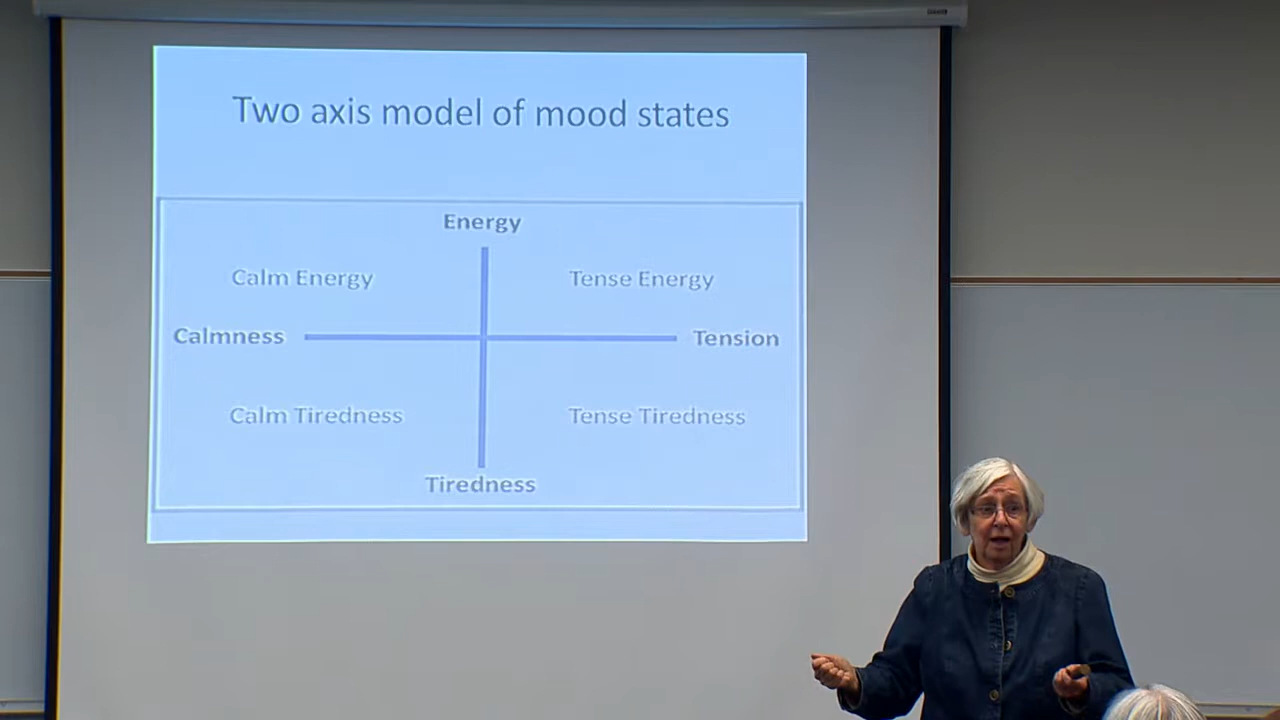 Two axis model of mood states
Energy
Calm Energy
Tense Energy
Calmness
Tension
Calm Tiredness
Tense Tiredness
Tiredness